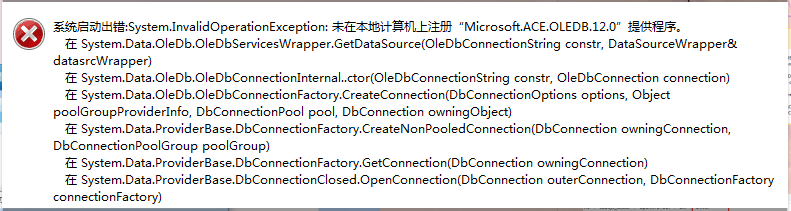 系统启动出错:System.InvalidOperationException: 未在本地计算机上注册“Microsoft.ACE.OLEDB.12.0”提供程序。
在 System.Data.OleDb.OleDbServicesWrapper.GetDataSource(OleDbConnectionString constr, DataSourceWrapper&
datasrcWrapper)
在 System.Data.OleDb.OleDbConnectionInternal..ctor(OleDbConnectionString constr, OleDbConnection connection)
在 System.Data.OleDb.OleDbConnectionFactory.CreateConnection(DbConnectionOptions options, Object
poolGroupProviderInfo, DbConnectionPool pool, DbConnection owningObject)
在 System.Data.ProviderBase.DbConnectionFactory.CreateNonPooledConnection(DbConnection owningConnection,
DbConnectionPoolGroup poolGroup)
在 System.Data.ProviderBase.DbConnectionFactory.GetConnection(DbConnection owningConnection)
在 System.Data.ProviderBase.DbConnectionClosed.OpenConnection(DbConnection outerConnection, DbConnectionFactory
connectionFactory)